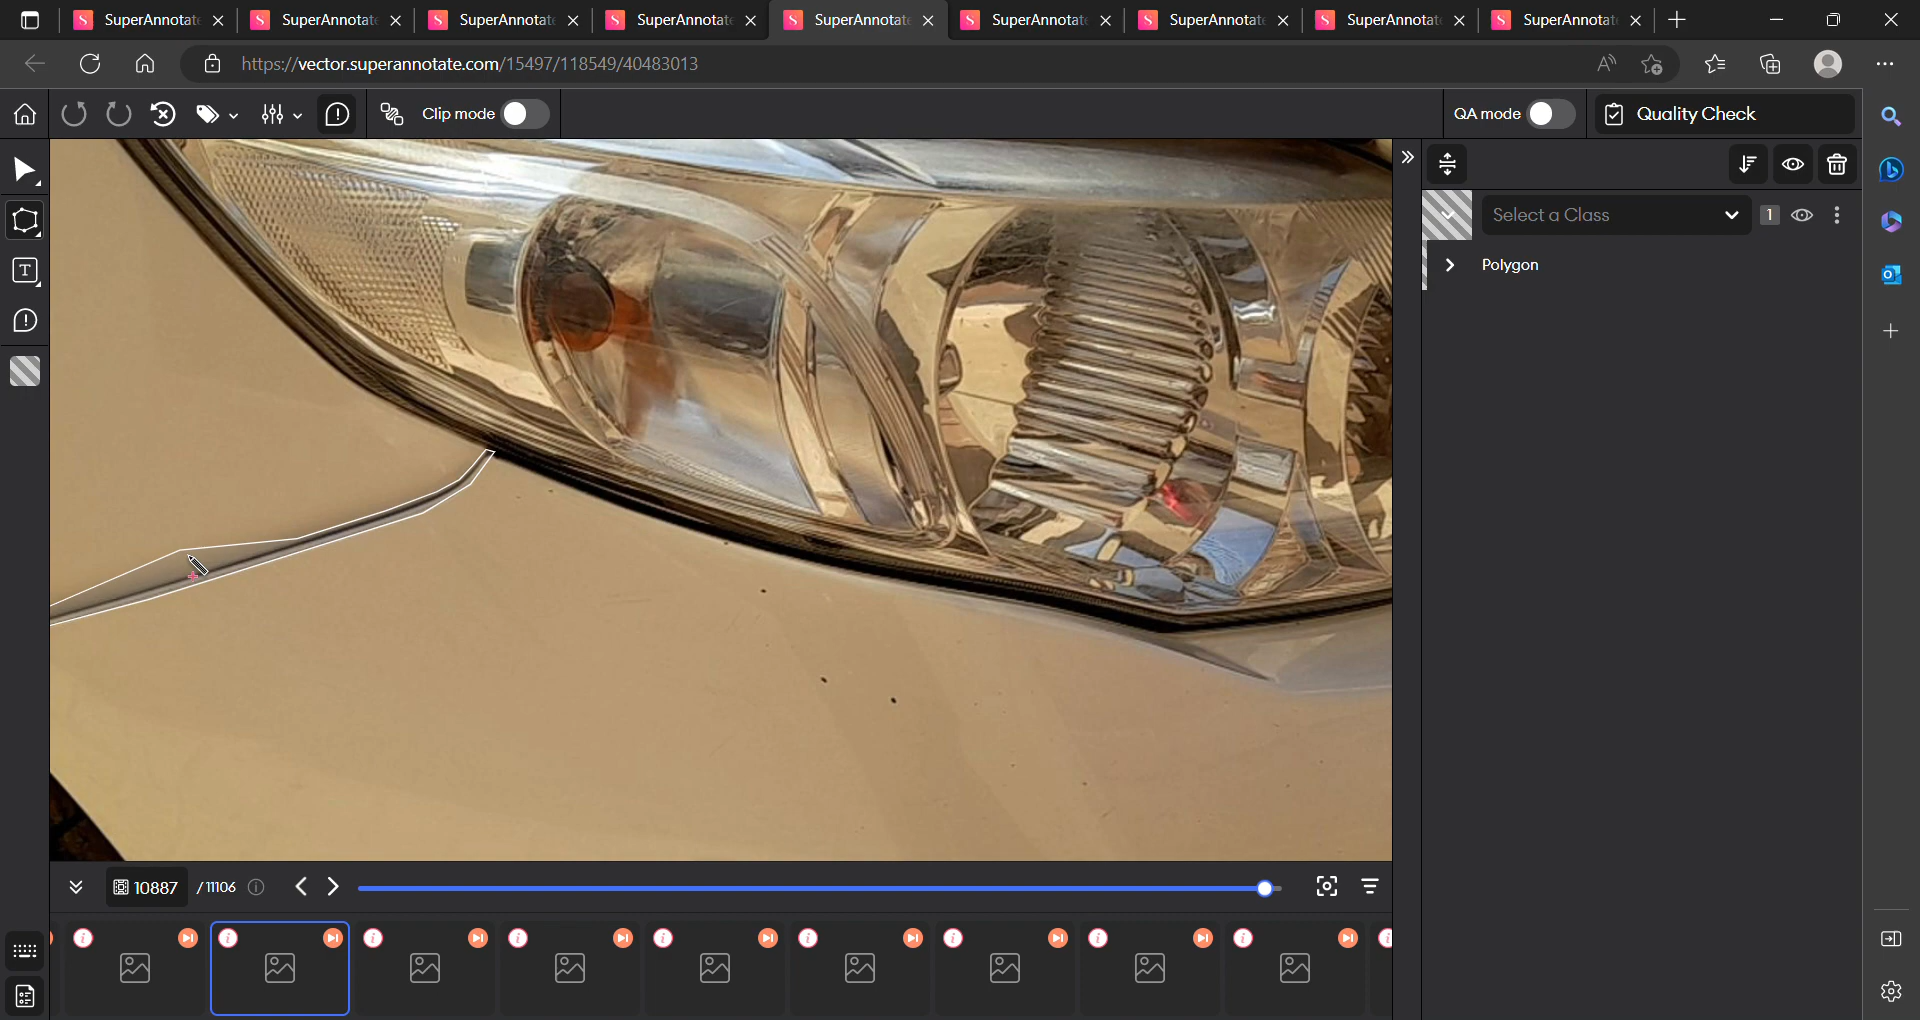 SuperAnnotate
SuperAnnotate
SuperAnnotate
SuperAnnotate
SuperAnnotate
SuperAnnotate
SuperAnnotate
SuperAnnotate
SuperAnnotate
https://vector.superannotate.com/15497/118549/40483013
Clip mode
QA mode
Quality Check
Select a Class
1
Polygon
10887 /11106